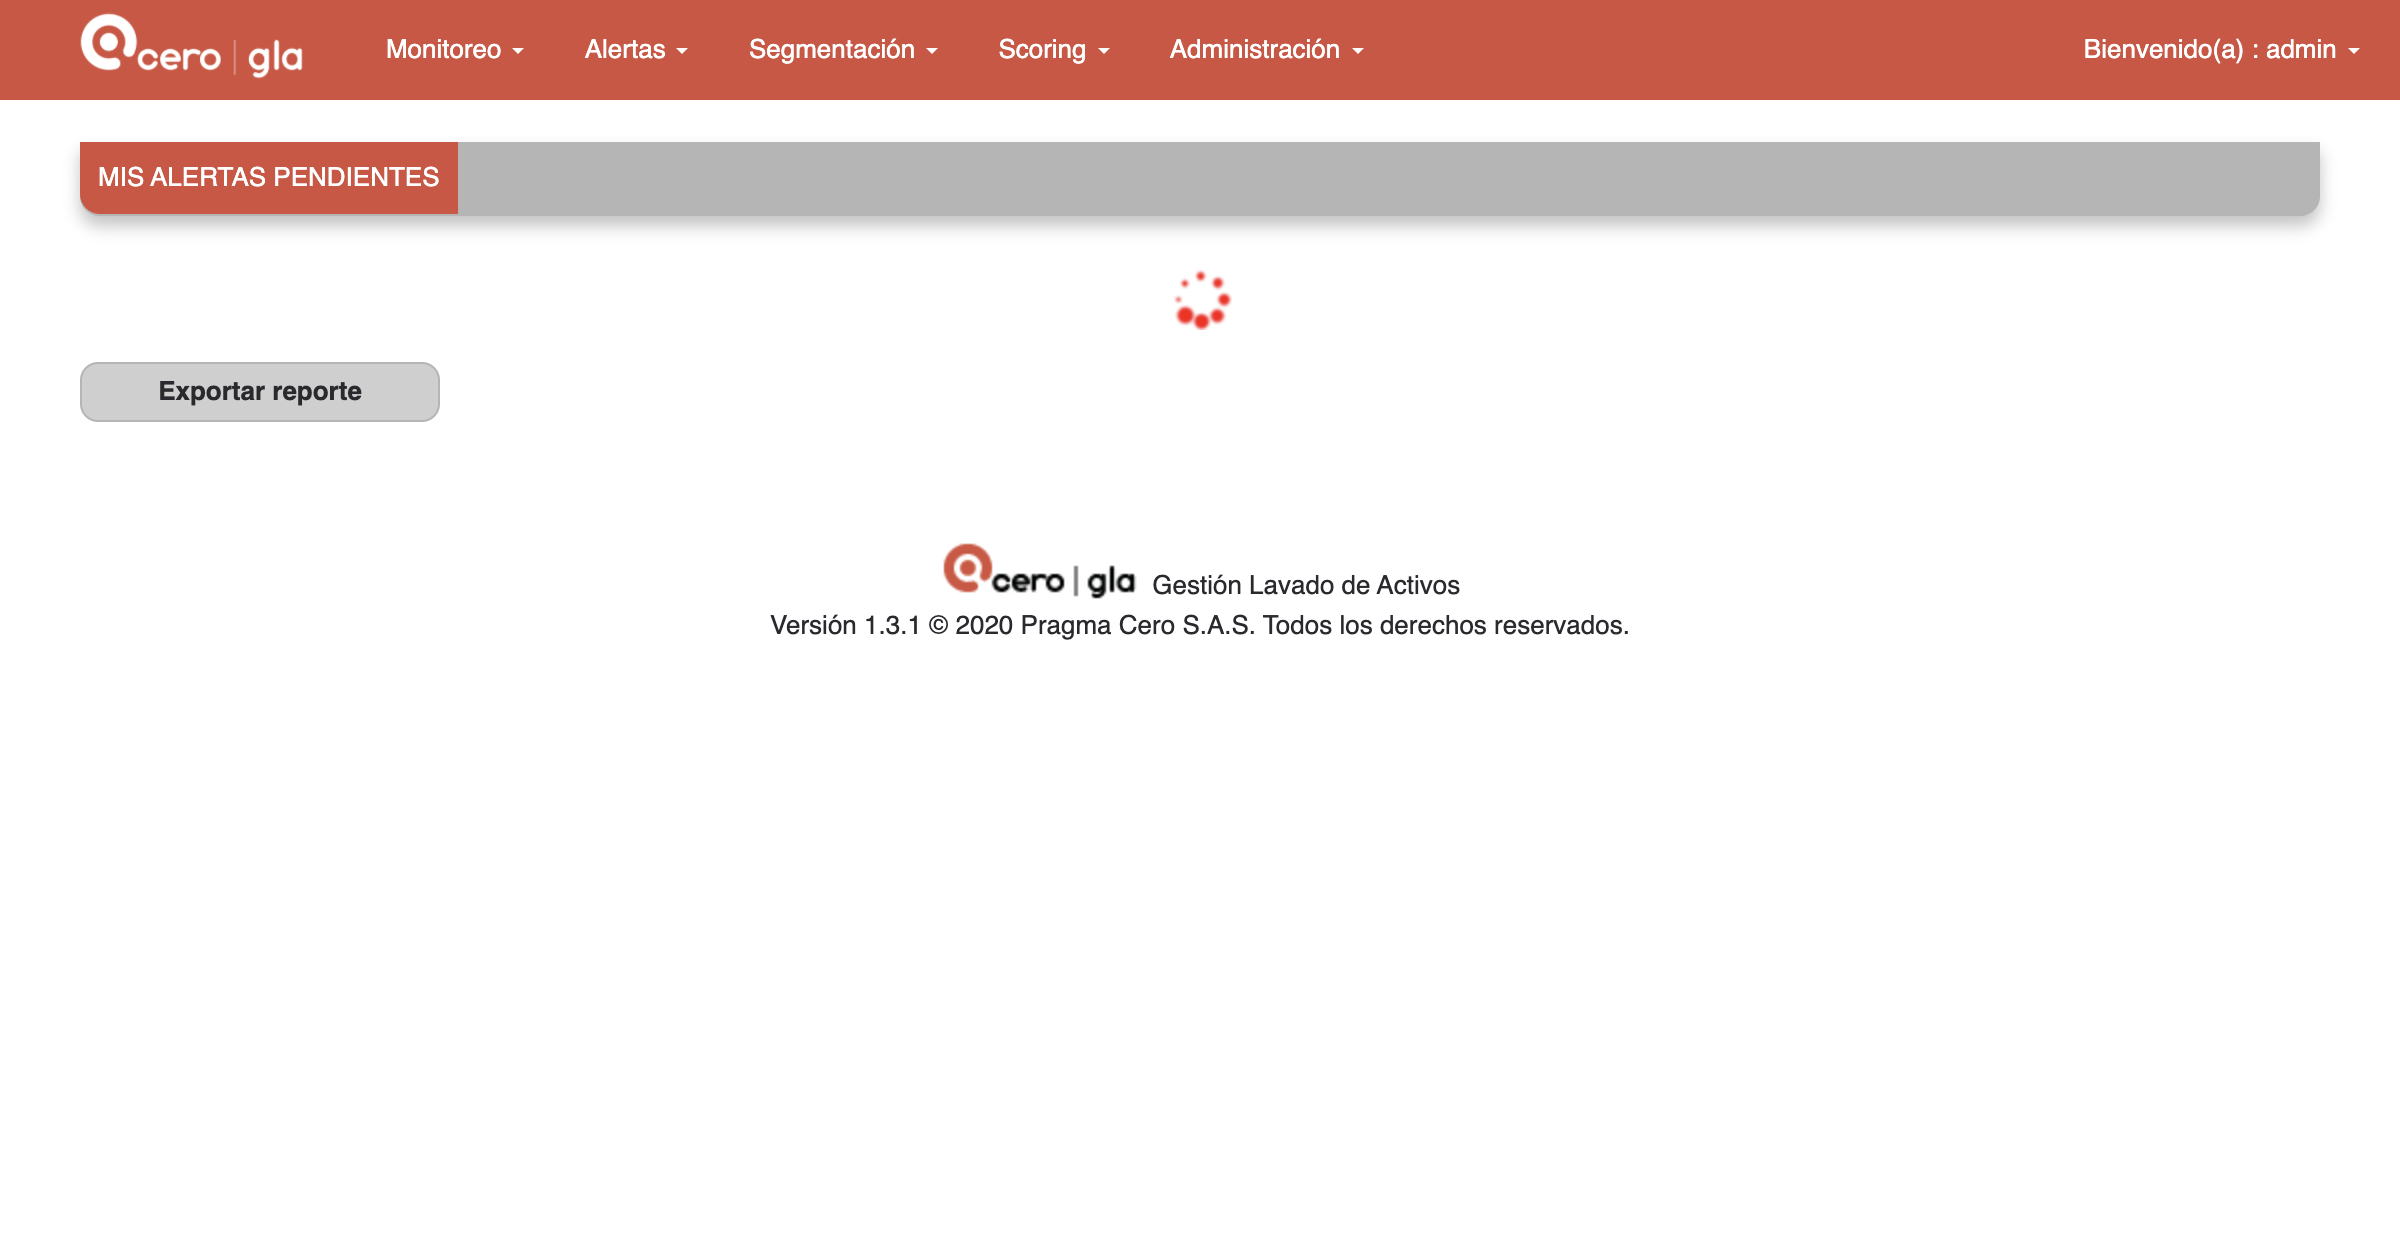 cero | gla
Monitoreo
Alertas
Segmentación
Scoring
Administración
Bienvenido(a) : admin
MIS ALERTAS PENDIENTES
Exportar reporte
cero | gla Gestión Lavado de Activos
Versión 1.3.1 © 2020 Pragma Cero S.A.S. Todos los derechos reservados.